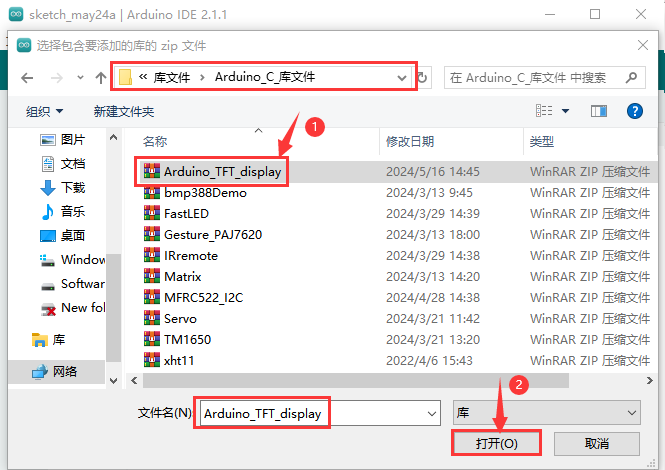 sketch_may24a | Arduino IDE 2.1.1
选择包含要添加的库的 zip 文件
« 库文件 › Arduino_C_库文件
在 Arduino_C_库文件 中搜索
组织 新建文件夹
名称 修改日期 类型
1
图片
文档
下载
音乐
桌面
Window
Softwar
New fol
库
网络
Arduino_TFT_display 2024/5/16 14:45 WinRAR ZIP 压缩文件
bmp388Demo 2024/3/13 9:45 WinRAR ZIP 压缩文件
FastLED 2024/3/29 14:39 WinRAR ZIP 压缩文件
Gesture_PAJ7620 2024/3/13 18:00 WinRAR ZIP 压缩文件
IRremote 2024/3/29 14:38 WinRAR ZIP 压缩文件
Matrix 2024/3/13 14:20 WinRAR ZIP 压缩文件
MFRC522_I2C 2024/4/28 14:38 WinRAR ZIP 压缩文件
Servo 2024/3/21 11:42 WinRAR ZIP 压缩文件
TM1650 2024/3/21 13:20 WinRAR ZIP 压缩文件
xht11 2022/4/6 15:43 WinRAR ZIP 压缩文件
2
文件名(N): Arduino_TFT_display 库
打开(O) 取消